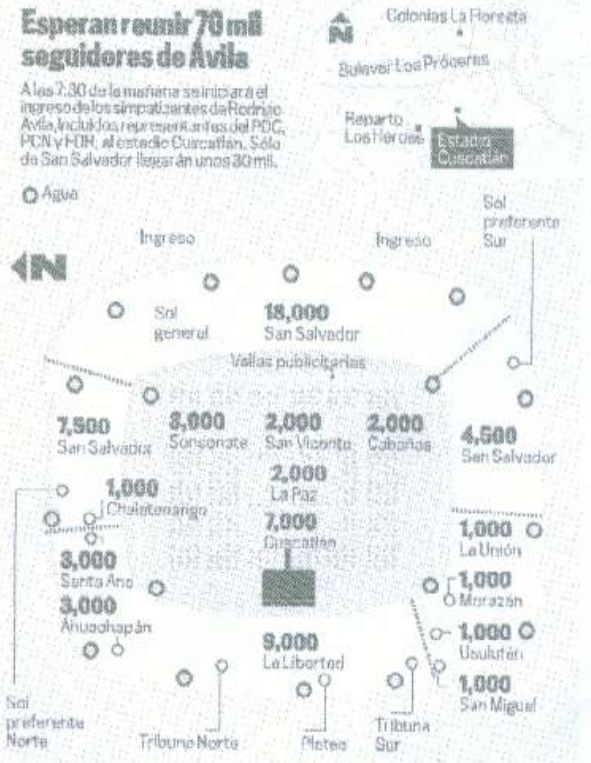 Esperan reunir 70 mil
seguidores de Ávila
A las 7:30 de la mañana se iniciará el
ingreso de los simpatizantes de Rodrigo
Ávila, incluidos representantes del PDC,
PCN y FDR, al estadio Cuscatlán. Sólo
de San Salvador llegarán unos 30 mil.
Agua
N
Colonias La Floresta
Bulevar Los Próceres
Reparto
Los Héroes
Estadio
Cuscatlán
Sol
preferente
Sur
N
Ingreso
Ingreso
Sol
general
18,000
San Salvador
Vallas publicitarias
7,500
San Salvador
3,000
Sonsonate
2,000
San Vicente
2,000
Cabañas
4,500
San Salvador
1,000
Chalatenango
2,000
La Paz
7,000
Cuscatlán
3,000
Santa Ana
3,000
Ahuachapán
9,000
La Libertad
1,000
La Unión
1,000
Morazán
1,000
Usulután
1,000
San Miguel
Sol
preferente
Norte
Tribuna Norte
Platea
Tribuna
Sur